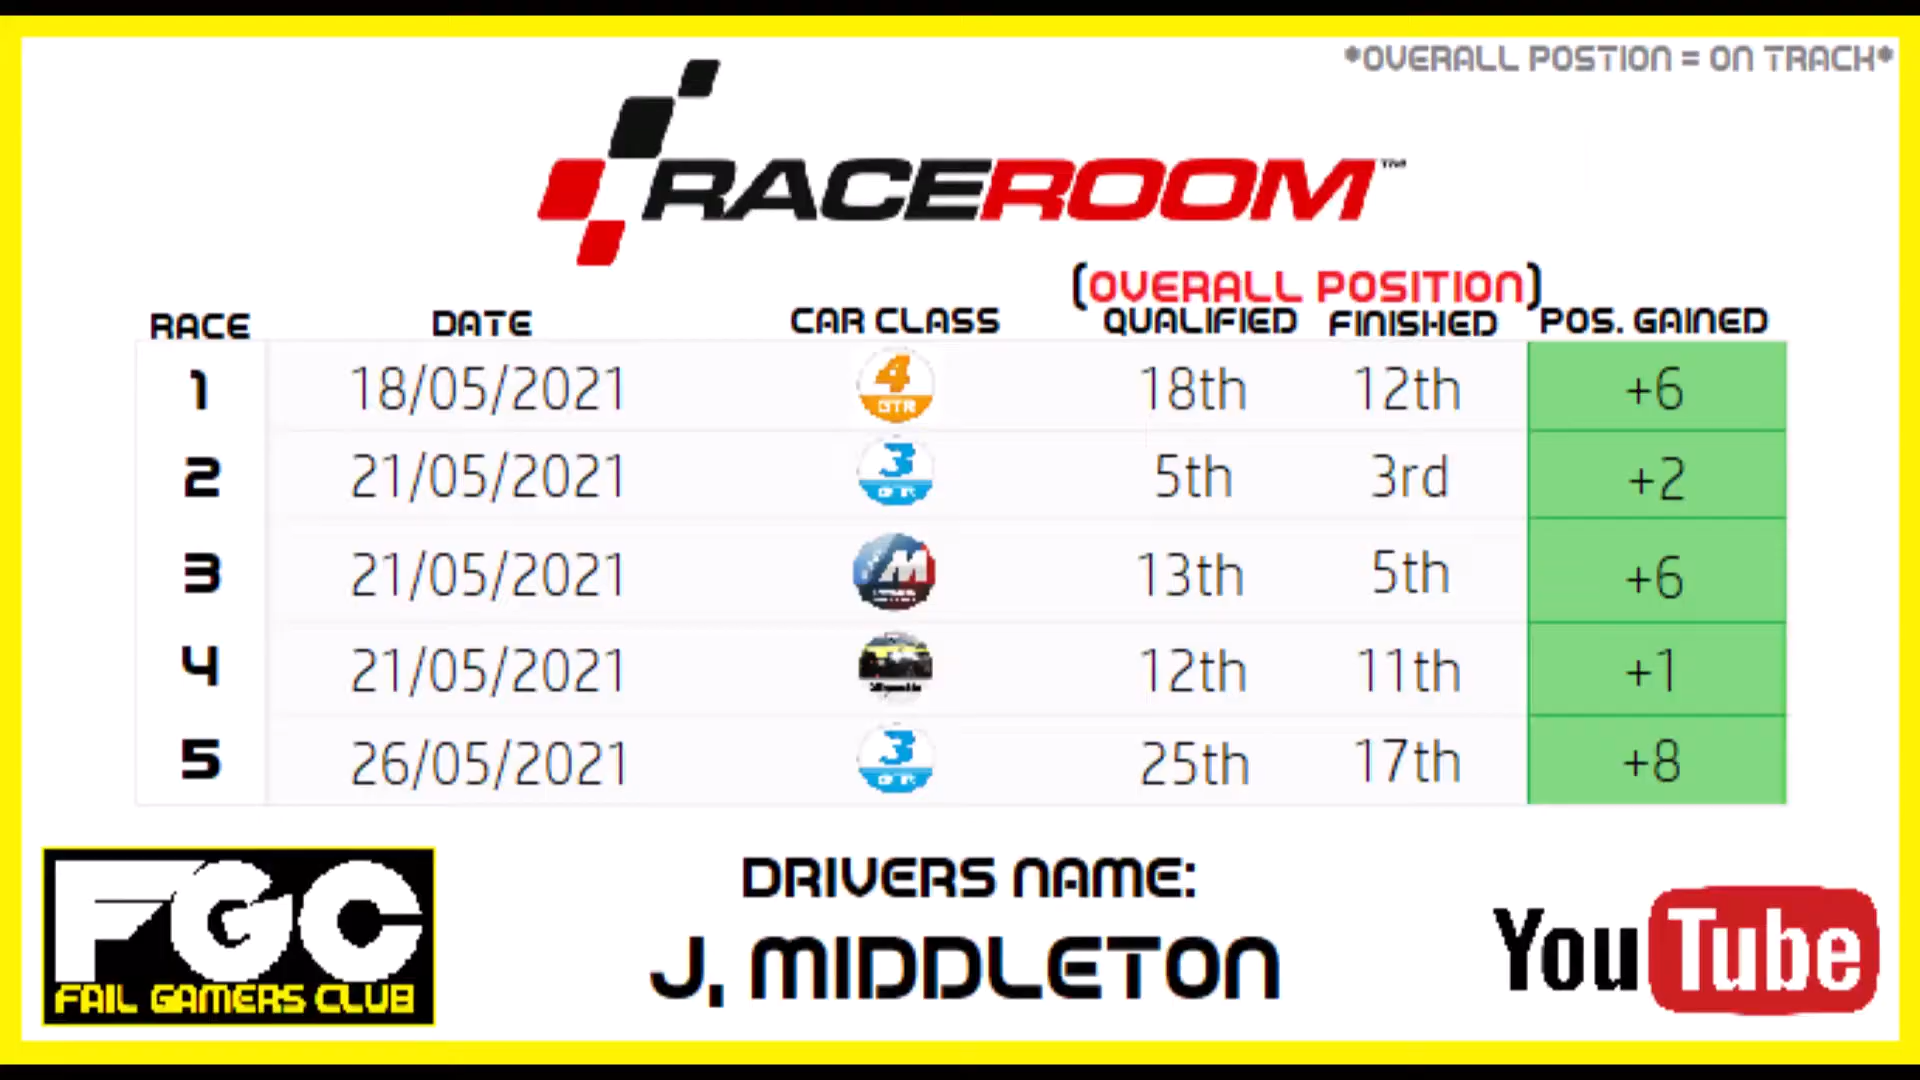 *OVERALL POSTION = ON TRACK*
RACEROOM™
(OVERALL POSITION)
RACE DATE CAR CLASS QUALIFIED FINISHED POS. GAINED
1 18/05/2021 4 GTR 18th 12th +6
2 21/05/2021 3 5th 3rd +2
3 21/05/2021 M 13th 5th +6
4 21/05/2021 12th 11th +1
5 26/05/2021 3 25th 17th +8
FGC
FAIL GAMERS CLUB
DRIVERS NAME:
J, MIDDLETON
YouTube